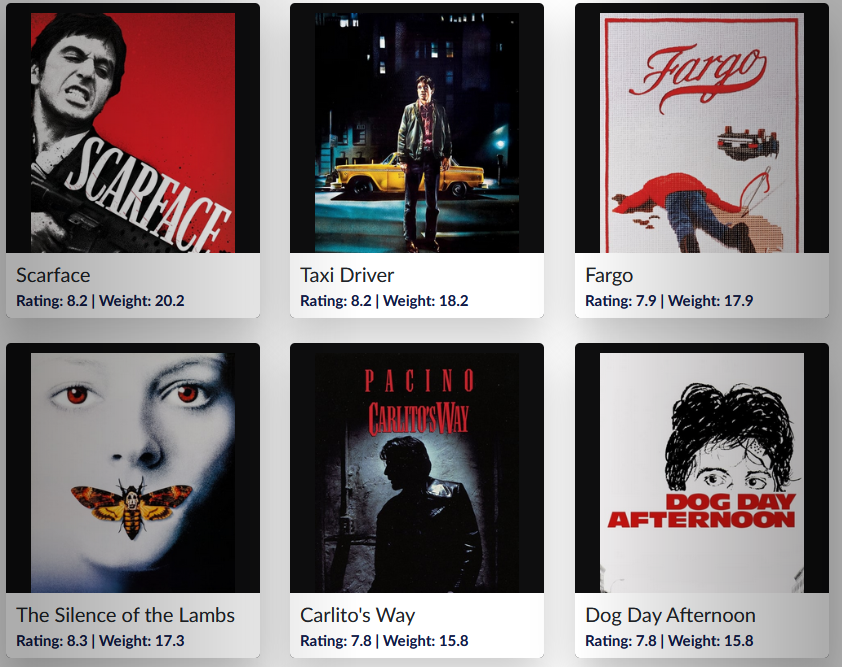 SCARFACE
Fargo
Scarface
Rating: 8.2 | Weight: 20.2
Taxi Driver
Rating: 8.2 | Weight: 18.2
Fargo
Rating: 7.9 | Weight: 17.9
PACINO
CARLITO'S WAY
DOG DAY
AFTERNOON
The Silence of the Lambs
Rating: 8.3 | Weight: 17.3
Carlito's Way
Rating: 7.8 | Weight: 15.8
Dog Day Afternoon
Rating: 7.8 | Weight: 15.8